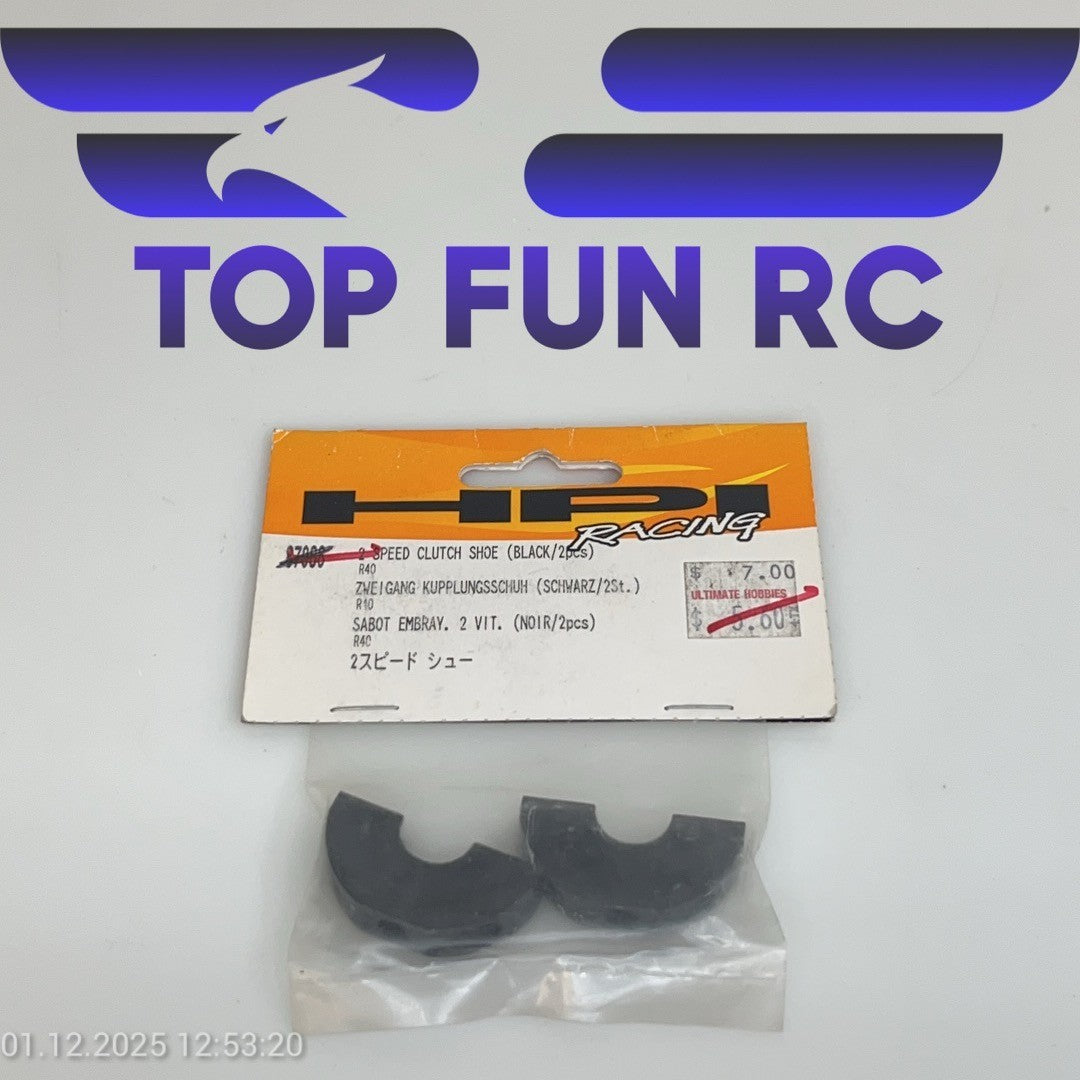 TOP FUN RC
HPI
RACING
2 SPEED CLUTCH SHOE (BLACK/2pcs)
R40
ZWEIGANG KUPPLUNGSSCHUH (SCHWARZ/2St.)
R40
SABOT EMBRAY. 2 VIT. (NOIR/2pcs)
R40
2スピード シュー
$ 7.00
ULTIMATE HOBBIES
$ 5.60
01.12.2025 12:53:20